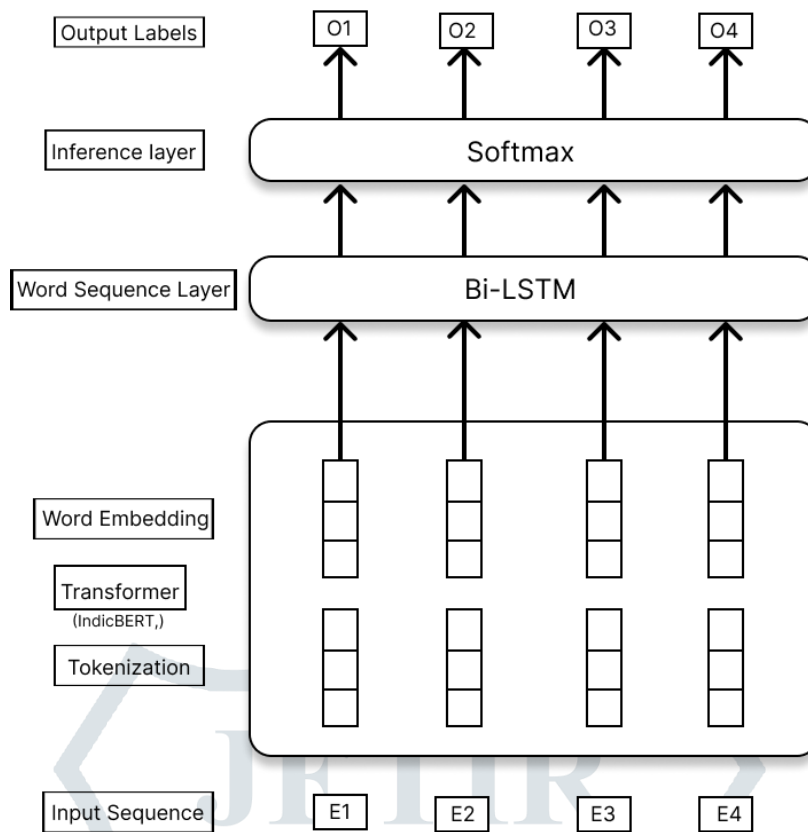 Output Labels O1 O2 O3 O4
Inference layer Softmax
Word Sequence Layer Bi-LSTM
Word Embedding
Transformer
(IndicBERT,)
Tokenization
JETIR
Input Sequence E1 E2 E3 E4